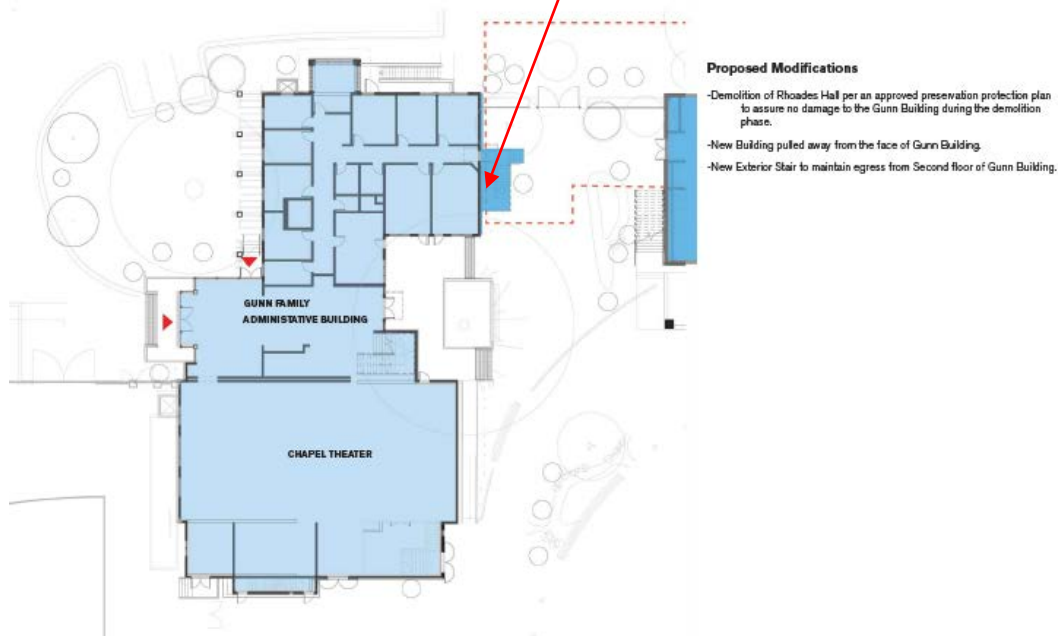 Proposed Modifications
-Demolition of Rhoades Hall per an approved preservation protection plan
to assure no damage to the Gunn Building during the demolition
phase.
-New Building pulled away from the face of Gunn Building.
-New Exterior Stair to maintain egress from Second floor of Gunn Building.
GUNN FAMILY
ADMINISTATIVE BUILDING
CHAPEL THEATER